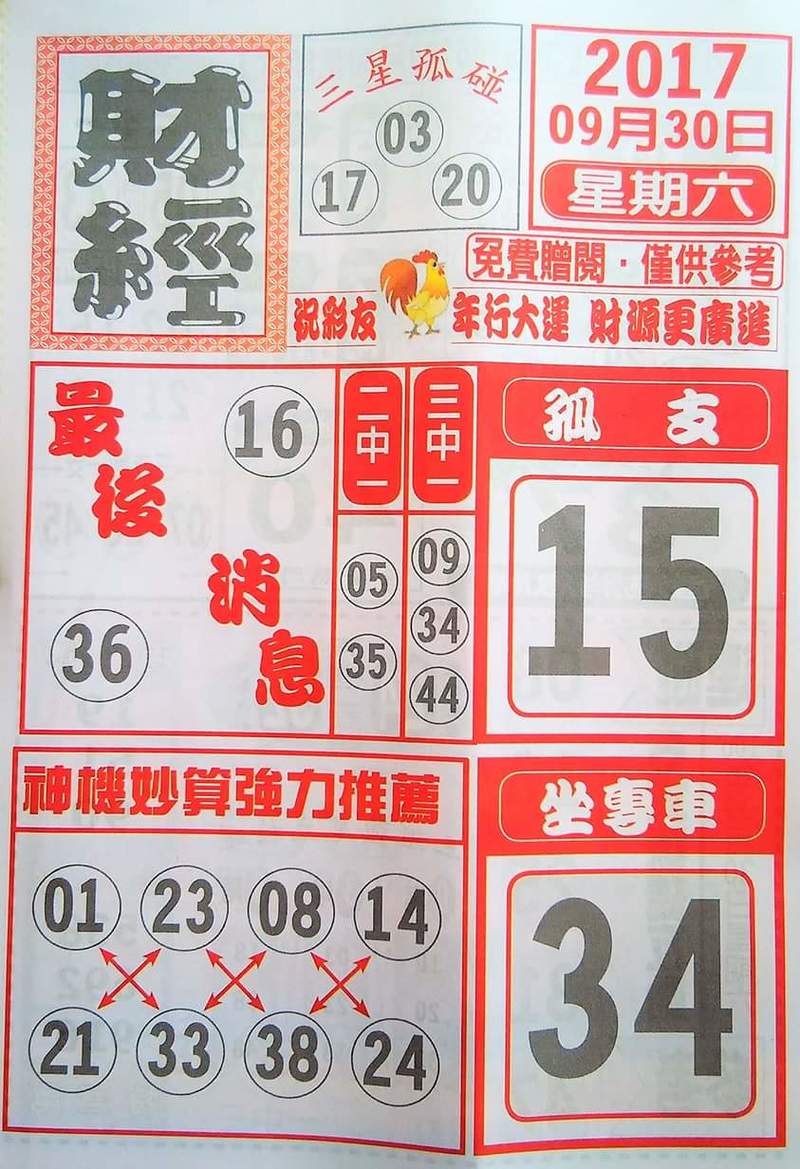 財經
三星孤碰
03
17 20
2017
09月30日
星期六
免費贈閱・僅供參考
祝彩友 年行大運 財源更廣進
最後
消息
16
36
二中一
05
35
三中一
09
34
44
孤友
15
神機妙算強力推薦
01 23 08 14
21 33 38 24
坐專車
34